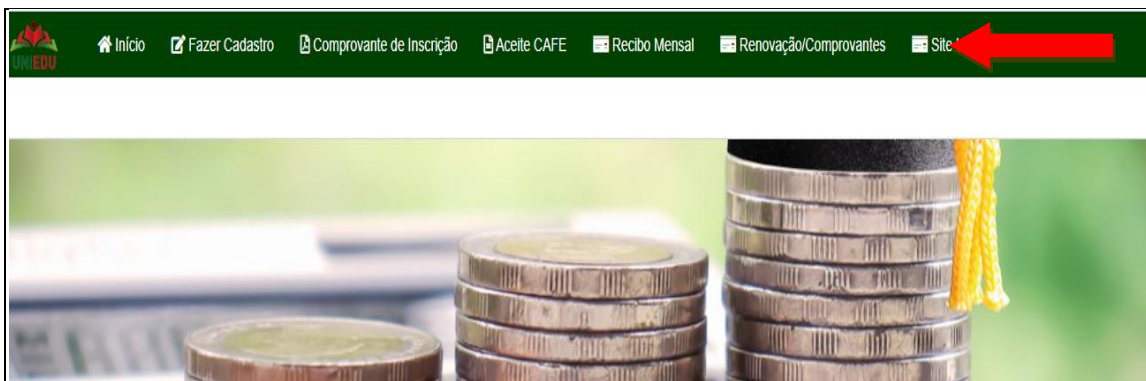 Início Fazer Cadastro Comprovante de Inscrição Aceite CAFE Recibo Mensal Renovação/Comprovantes Site
UNIEDU